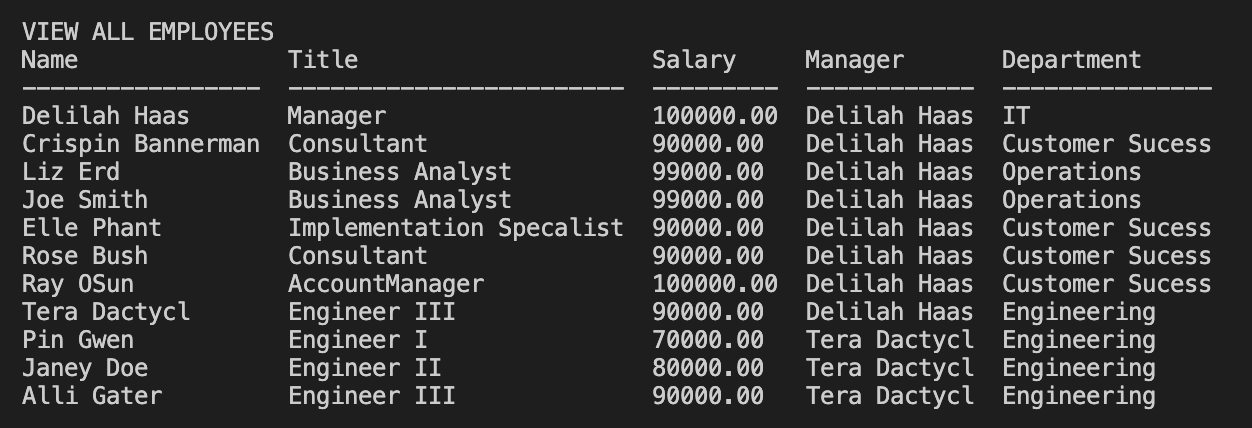 VIEW ALL EMPLOYEES
Name             Title                     Salary     Manager       Department
-----------------  ------------------------  ---------  ------------  ---------------
Delilah Haas       Manager                   100000.00  Delilah Haas  IT
Crispin Bannerman  Consultant                90000.00   Delilah Haas  Customer Sucess
Liz Erd            Business Analyst          99000.00   Delilah Haas  Operations
Joe Smith          Business Analyst          99000.00   Delilah Haas  Operations
Elle Phant         Implementation Specalist  90000.00   Delilah Haas  Customer Sucess
Rose Bush          Consultant                90000.00   Delilah Haas  Customer Sucess
Ray OSun           AccountManager            100000.00  Delilah Haas  Customer Sucess
Tera Dactycl       Engineer III              90000.00   Delilah Haas  Engineering
Pin Gwen           Engineer I                70000.00   Tera Dactycl  Engineering
Janey Doe          Engineer II               80000.00   Tera Dactycl  Engineering
Alli Gater         Engineer III              90000.00   Tera Dactycl  Engineering